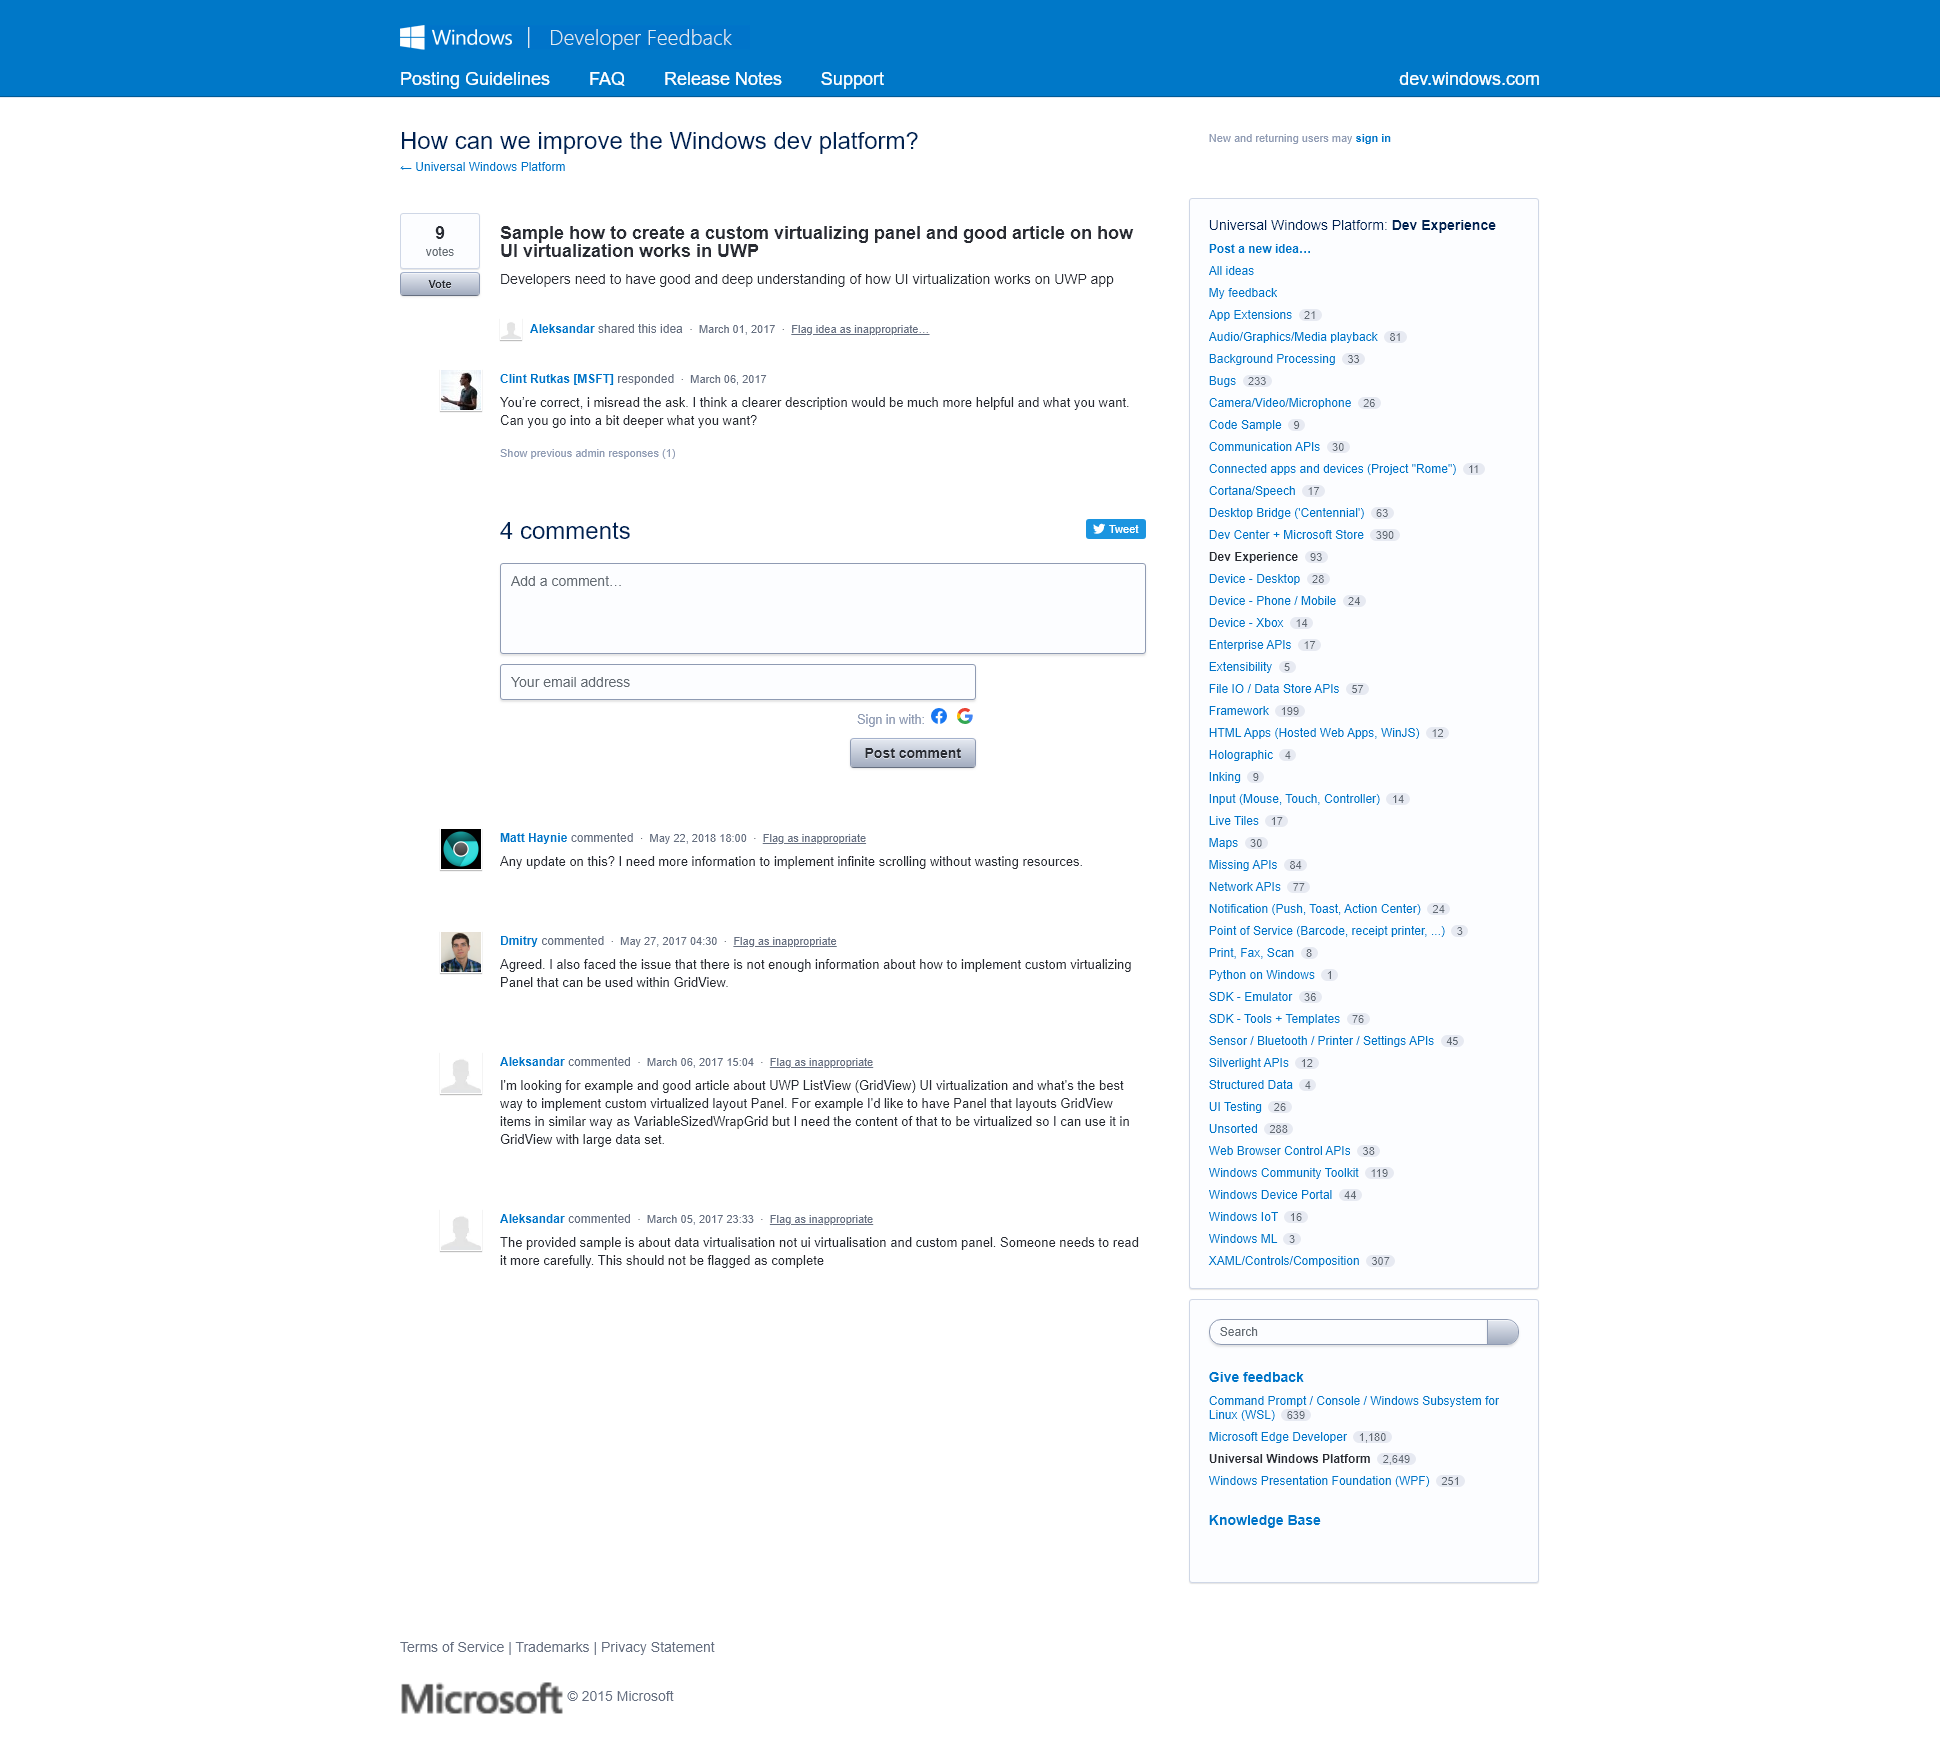 Windows | Developer Feedback
Posting Guidelines FAQ Release Notes Support dev.windows.com
How can we improve the Windows dev platform?
← Universal Windows Platform
New and returning users may sign in
9
votes
Vote
Sample how to create a custom virtualizing panel and good article on how
UI virtualization works in UWP
Developers need to have good and deep understanding of how UI virtualization works on UWP app
Aleksandar shared this idea · March 01, 2017 · Flag idea as inappropriate…
Clint Rutkas [MSFT] responded · March 06, 2017
You're correct, i misread the ask. I think a clearer description would be much more helpful and what you want.
Can you go into a bit deeper what you want?
Show previous admin responses (1)
4 comments
Tweet
Add a comment…
Your email address
Sign in with:
Post comment
Matt Haynie commented · May 22, 2018 18:00 · Flag as inappropriate
Any update on this? I need more information to implement infinite scrolling without wasting resources.
Dmitry commented · May 27, 2017 04:30 · Flag as inappropriate
Agreed. I also faced the issue that there is not enough information about how to implement custom virtualizing
Panel that can be used within GridView.
Aleksandar commented · March 06, 2017 15:04 · Flag as inappropriate
I'm looking for example and good article about UWP ListView (GridView) UI virtualization and what's the best
way to implement custom virtualized layout Panel. For example I'd like to have Panel that layouts GridView
items in similar way as VariableSizedWrapGrid but I need the content of that to be virtualized so I can use it in
GridView with large data set.
Aleksandar commented · March 05, 2017 23:33 · Flag as inappropriate
The provided sample is about data virtualisation not ui virtualisation and custom panel. Someone needs to read
it more carefully. This should not be flagged as complete
Universal Windows Platform: Dev Experience
Post a new idea…
All ideas
My feedback
App Extensions 21
Audio/Graphics/Media playback 81
Background Processing 33
Bugs 233
Camera/Video/Microphone 26
Code Sample 9
Communication APIs 30
Connected apps and devices (Project "Rome") 11
Cortana/Speech 17
Desktop Bridge ('Centennial') 63
Dev Center + Microsoft Store 390
Dev Experience 93
Device - Desktop 28
Device - Phone / Mobile 24
Device - Xbox 14
Enterprise APIs 17
Extensibility 5
File IO / Data Store APIs 57
Framework 199
HTML Apps (Hosted Web Apps, WinJS) 12
Holographic 4
Inking 9
Input (Mouse, Touch, Controller) 14
Live Tiles 17
Maps 30
Missing APIs 84
Network APIs 77
Notification (Push, Toast, Action Center) 24
Point of Service (Barcode, receipt printer, ...) 3
Print, Fax, Scan 8
Python on Windows 1
SDK - Emulator 36
SDK - Tools + Templates 76
Sensor / Bluetooth / Printer / Settings APIs 45
Silverlight APIs 12
Structured Data 4
UI Testing 26
Unsorted 288
Web Browser Control APIs 38
Windows Community Toolkit 119
Windows Device Portal 44
Windows IoT 16
Windows ML 3
XAML/Controls/Composition 307
Search
Give feedback
Command Prompt / Console / Windows Subsystem for
Linux (WSL) 639
Microsoft Edge Developer 1,180
Universal Windows Platform 2,649
Windows Presentation Foundation (WPF) 251
Knowledge Base
Terms of Service | Trademarks | Privacy Statement
Microsoft © 2015 Microsoft